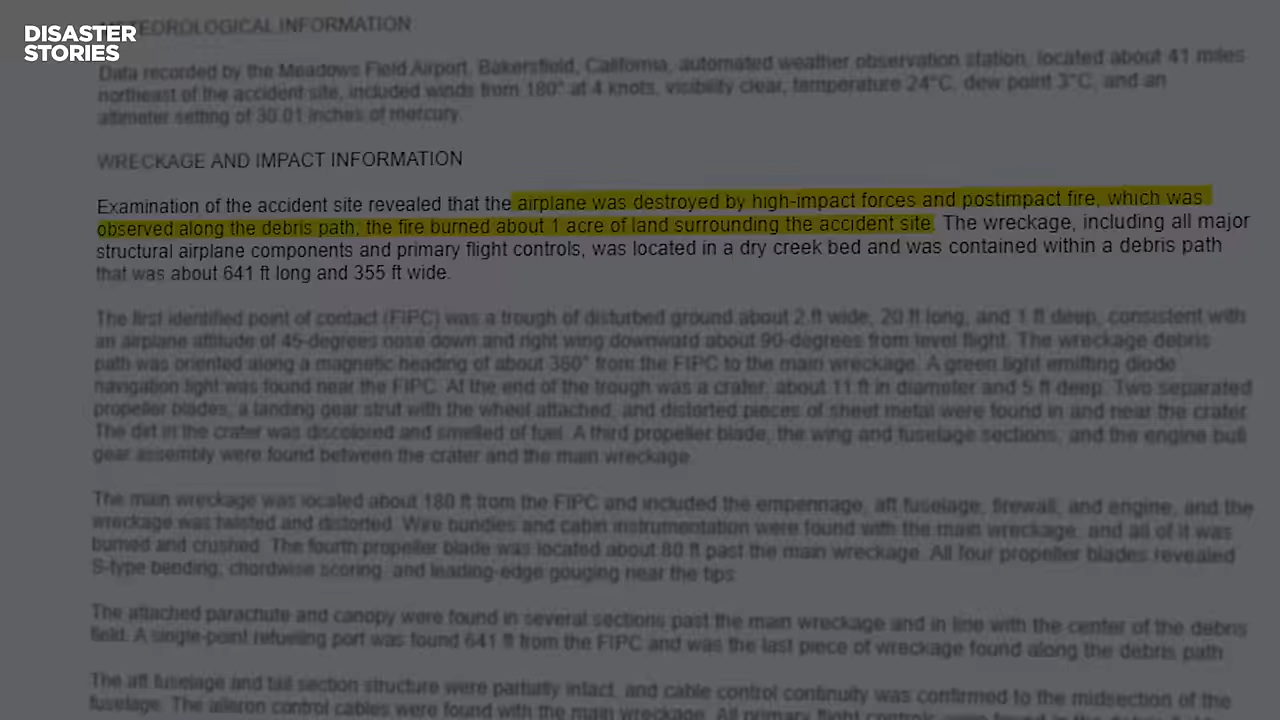 DISASTER
STORIES
METEOROLOGICAL INFORMATION
Data recorded by the Meadows Field Airport, Bakersfield, California, automated weather observation station, located about 41 miles
northeast of the accident site, included winds from 180° at 4 knots, visibility clear, temperature 24°C, dew point 3°C, and an
altimeter setting of 30.01 inches of mercury.
WRECKAGE AND IMPACT INFORMATION
Examination of the accident site revealed that the airplane was destroyed by high-impact forces and postimpact fire, which was
observed along the debris path; the fire burned about 1 acre of land surrounding the accident site. The wreckage, including all major
structural airplane components and primary flight controls, was located in a dry creek bed and was contained within a debris path
that was about 641 ft long and 355 ft wide.
The first identified point of contact (FIPC) was a trough of disturbed ground about 2 ft wide, 20 ft long, and 1 ft deep, consistent with
an airplane attitude of 45-degrees nose down and right wing downward about 90-degrees from level flight. The wreckage debris
path was oriented along a magnetic heading of about 360° from the FIPC to the main wreckage. A green light emitting diode
navigation light was found near the FIPC. At the end of the trough was a crater, about 11 ft in diameter and 5 ft deep. Two separated
propeller blades, a landing gear strut with the wheel attached, and distorted pieces of sheet metal were found in and near the crater.
The dirt in the crater was discolored and smelled of fuel. A third propeller blade, the wing and fuselage sections, and the engine bull
gear assembly were found between the crater and the main wreckage.
The main wreckage was located about 180 ft from the FIPC and included the empennage, aft fuselage, firewall, and engine, and the
wreckage was twisted and distorted. Wire bundles and cabin instrumentation were found with the main wreckage, and all of it was
burned and crushed. The fourth propeller blade was located about 80 ft past the main wreckage. All four propeller blades revealed
S-type bending, chordwise scoring, and leading-edge gouging near the tips.
The attached parachute and canopy were found in several sections past the main wreckage and in line with the center of the debris
field. A single-point refueling port was found 641 ft from the FIPC and was the last piece of wreckage found along the debris path.
The aft fuselage and tail section structure were partially intact, and cable control continuity was confirmed to the midsection of the
fuselage. The aileron control cables were found with the main wreckage. All primary flight controls were found in the